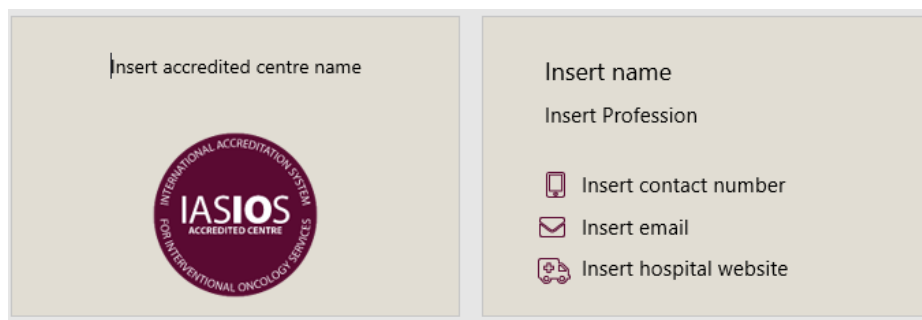 Insert accredited centre name
INTERNATIONAL ACCREDITATION SYSTEM
IASIOS
ACCREDITED CENTRE
FOR INTERVENTIONAL ONCOLOGY SERVICES
Insert name
Insert Profession
Insert contact number
Insert email
Insert hospital website